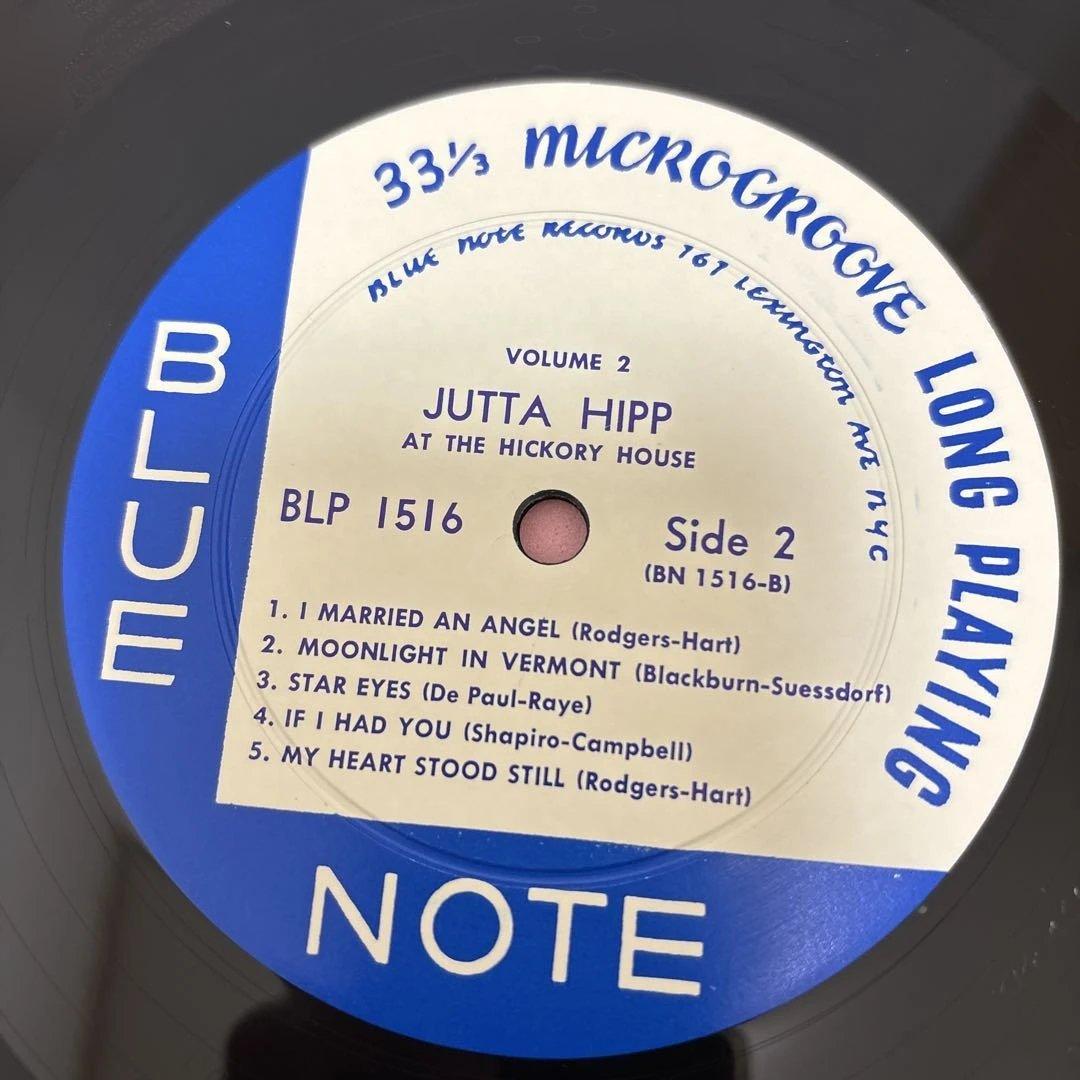 33⅓ MICROGROOVE LONG PLAYING
BLUE NOTE RECORDS 767 LEXINGTON AVE NYC
VOLUME 2
JUTTA HIPP
AT THE HICKORY HOUSE
BLP 1516
Side 2
(BN 1516-B)
1. I MARRIED AN ANGEL (Rodgers-Hart)
2. MOONLIGHT IN VERMONT (Blackburn-Suessdorf)
3. STAR EYES (De Paul-Raye)
4. IF I HAD YOU (Shapiro-Campbell)
5. MY HEART STOOD STILL (Rodgers-Hart)
BLUE
NOTE